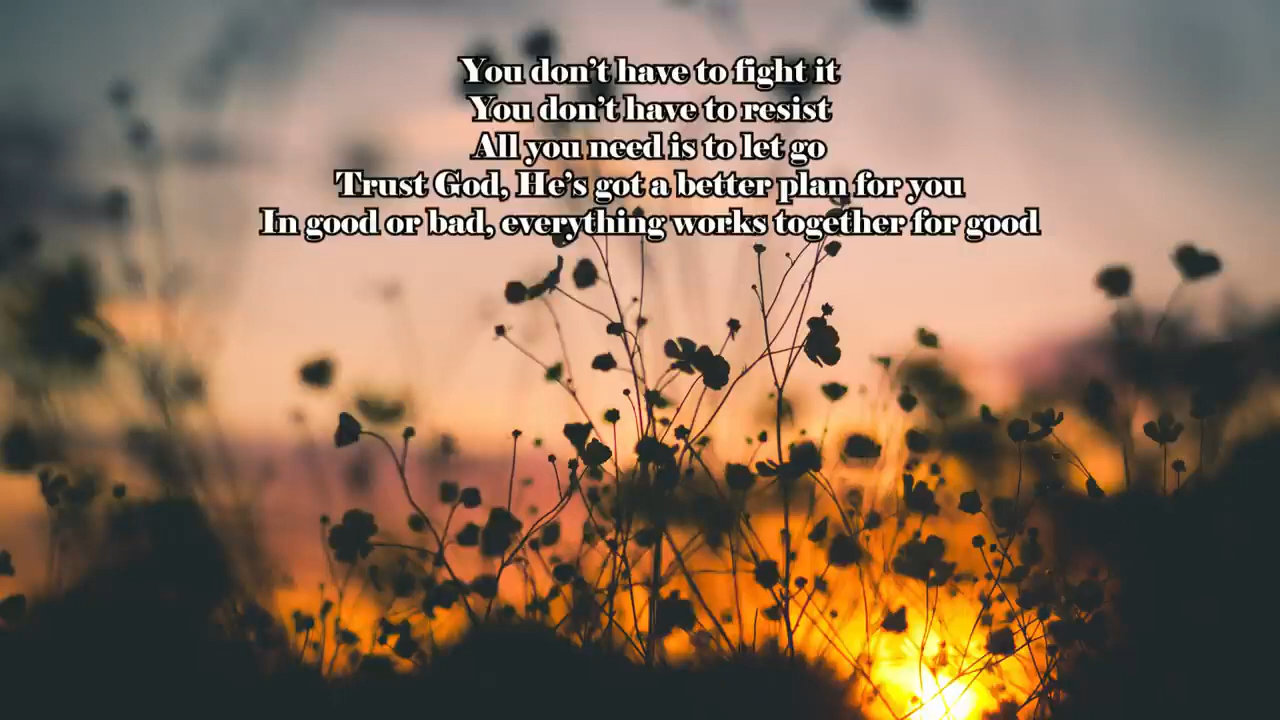 You don't have to fight it
You don't have to resist
All you need is to let go
Trust God, He's got a better plan for you
In good or bad, everything works together for good